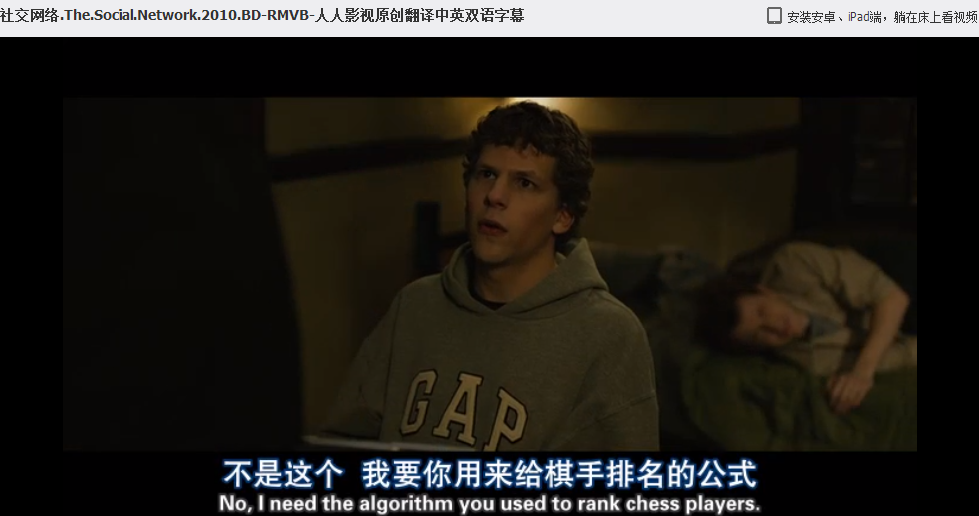 社交网络.The.Social.Network.2010.BD-RMVB-人人影视原创翻译中英双语字幕
安装安卓、iPad端，躺在床上看视频
GAP
不是这个 我要你用来给棋手排名的公式
No, I need the algorithm you used to rank chess players.